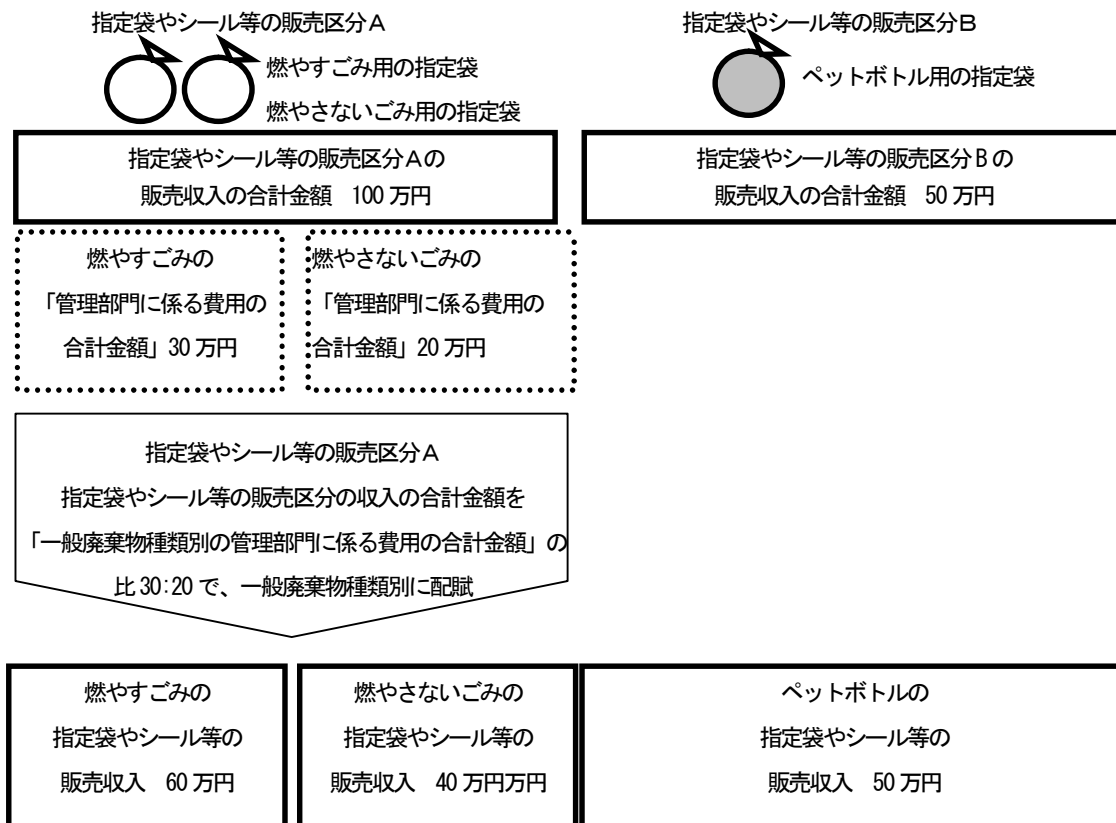 指定袋やシール等の販売区分A
燃やすごみ用の指定袋
燃やさないごみ用の指定袋
指定袋やシール等の販売区分B
ペットボトル用の指定袋
指定袋やシール等の販売区分Aの
販売収入の合計金額　100 万円
指定袋やシール等の販売区分Bの
販売収入の合計金額　50 万円
燃やすごみの
「管理部門に係る費用の
合計金額」30 万円
燃やさないごみの
「管理部門に係る費用の
合計金額」20 万円
指定袋やシール等の販売区分A
指定袋やシール等の販売区分の収入の合計金額を
「一般廃棄物種類別の管理部門に係る費用の合計金額」の
比 30:20 で、一般廃棄物種類別に配賦
燃やすごみの
指定袋やシール等の
販売収入　60 万円
燃やさないごみの
指定袋やシール等の
販売収入　40 万円万円
ペットボトルの
指定袋やシール等の
販売収入　50 万円